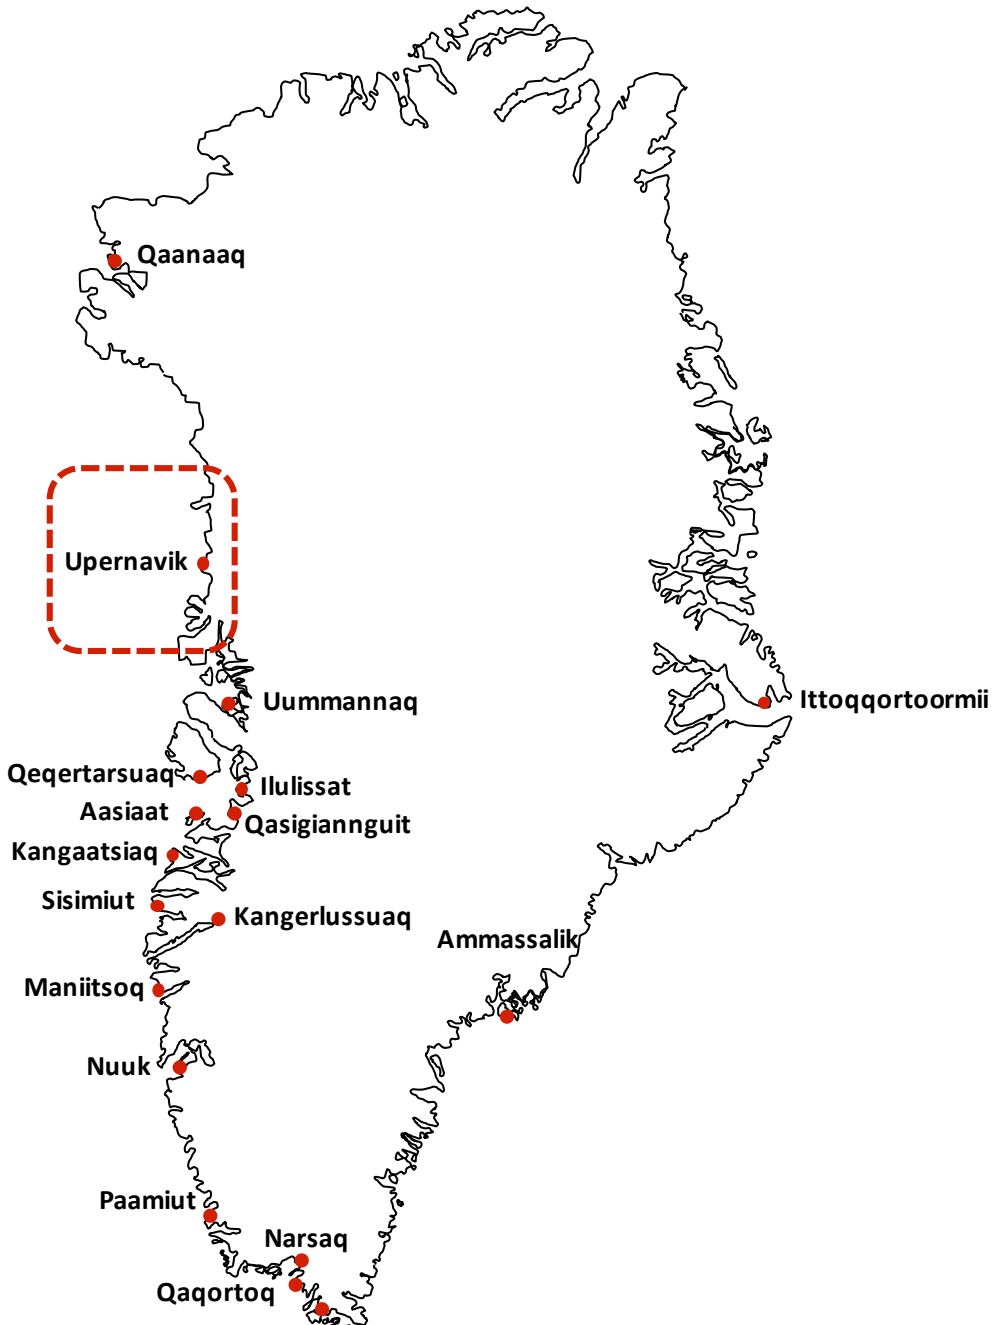 Qaanaaq
Upernavik
Uummannaq
Ittoqqortoormii
Qeqertarsuaq
Ilulissat
Aasiaat
Qasigiannguit
Kangaatsiaq
Sisimiut
Kangerlussuaq
Ammassalik
Maniitsoq
Nuuk
Paamiut
Narsaq
Qaqortoq